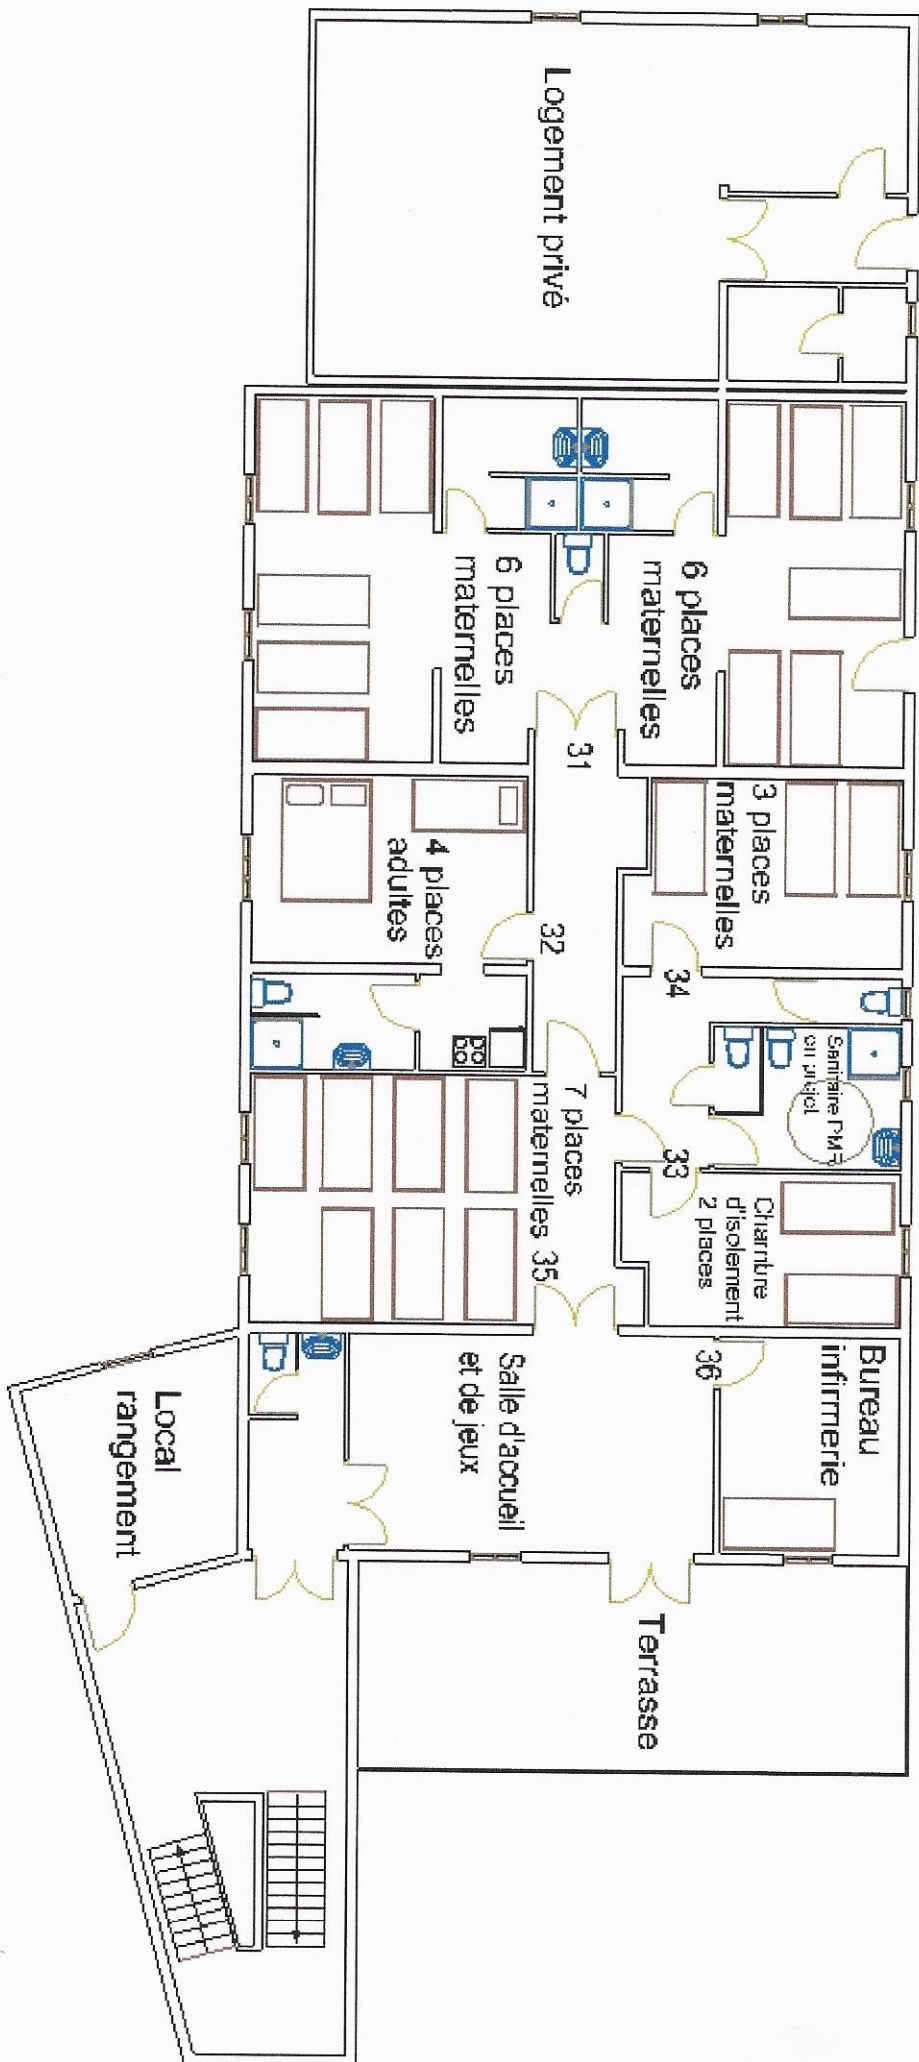 Logement privé
6 places
maternelles
6 places
maternelles
31
3 places
maternelles
4 places
adultes
32
34
Sanitaire PMR
en projet
33
7 places
maternelles 35
Chambre
d'isolement
2 places
36
Bureau
infirmerie
Salle d'accueil
et de jeux
Local
rangement
Terrasse